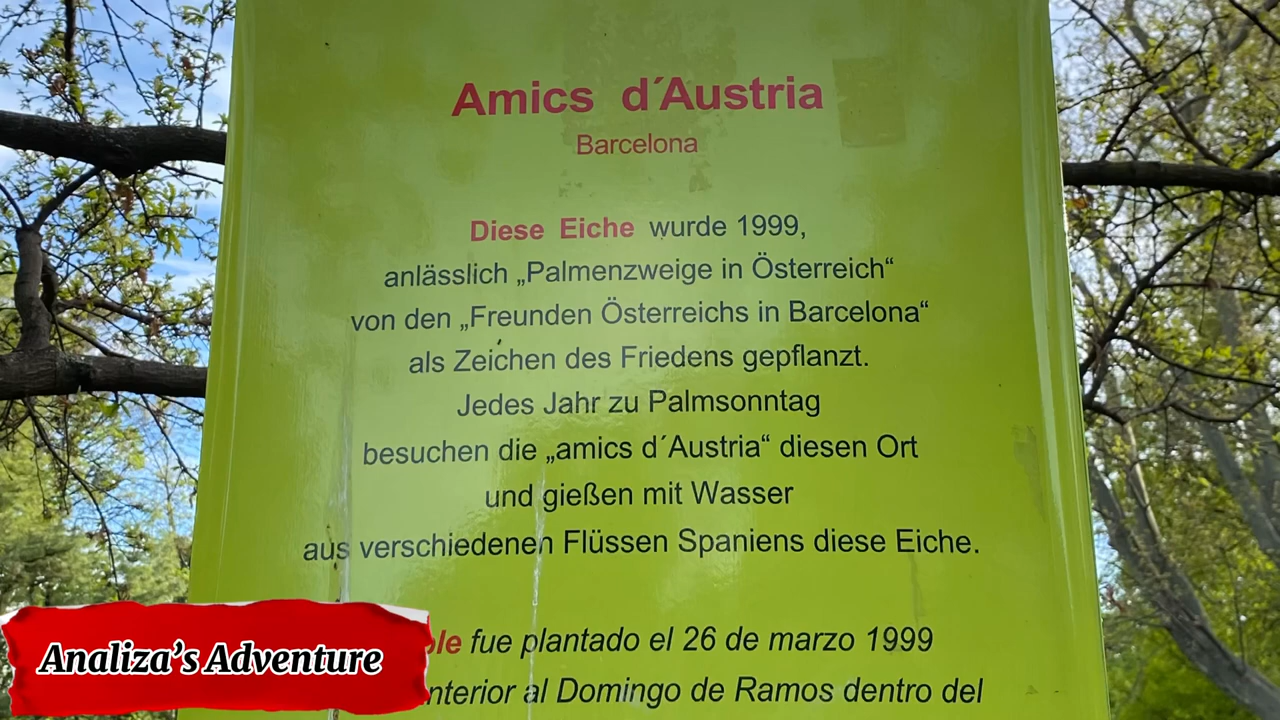 Amics d´Austria
Barcelona
Diese Eiche wurde 1999,
anlässlich „Palmenzweige in Österreich“
von den „Freunden Österreichs in Barcelona“
als Zeichen des Friedens gepflanzt.
Jedes Jahr zu Palmsonntag
besuchen die „amics d´Austria“ diesen Ort
und gießen mit Wasser
aus verschiedenen Flüssen Spaniens diese Eiche.
fue plantado el 26 de marzo 1999
al Domingo de Ramos dentro del
Analiza’s Adventure